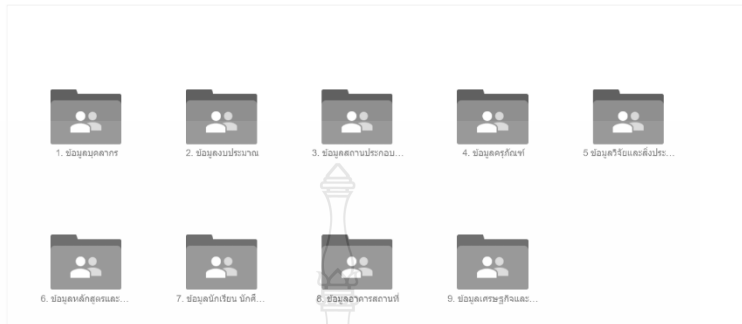 1. ข้อมูลบุคลากร
2. ข้อมูลงบประมาณ
3. ข้อมูลสถานประกอบ...
4. ข้อมูลครุภัณฑ์
5 ข้อมูลวิจัยและสิ่งประ...
6. ข้อมูลหลักสูตรและ...
7. ข้อมูลนักเรียน นักศึ...
8. ข้อมูลอาคารสถานที่
9. ข้อมูลเศรษฐกิจและ...